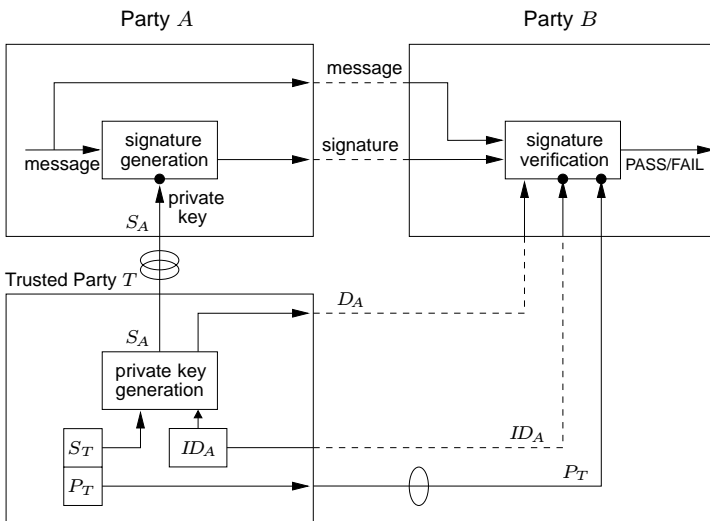 Party A
Party B
message
signature
generation
message
private
key
S_A
message
signature
signature
verification
PASS/FAIL
Trusted Party T
S_A
D_A
private key
generation
S_T
ID_A
ID_A
P_T
P_T